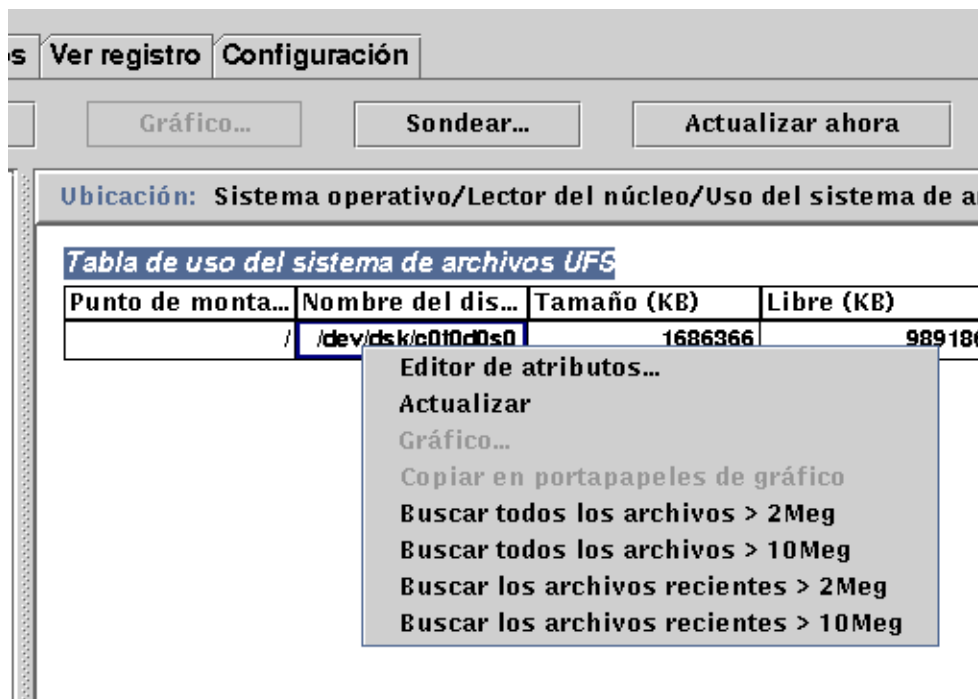 Ver registro Configuración
Gráfico... Sondear... Actualizar ahora
Ubicación: Sistema operativo/Lector del núcleo/Uso del sistema de
Tabla de uso del sistema de archivos UFS
Punto de monta... Nombre del dis... Tamaño (KB) Libre (KB)
/ /dev/dsk/c0t0d0s0 1686366 989186
Editor de atributos...
Actualizar
Gráfico...
Copiar en portapapeles de gráfico
Buscar todos los archivos > 2Meg
Buscar todos los archivos > 10Meg
Buscar los archivos recientes > 2Meg
Buscar los archivos recientes > 10Meg